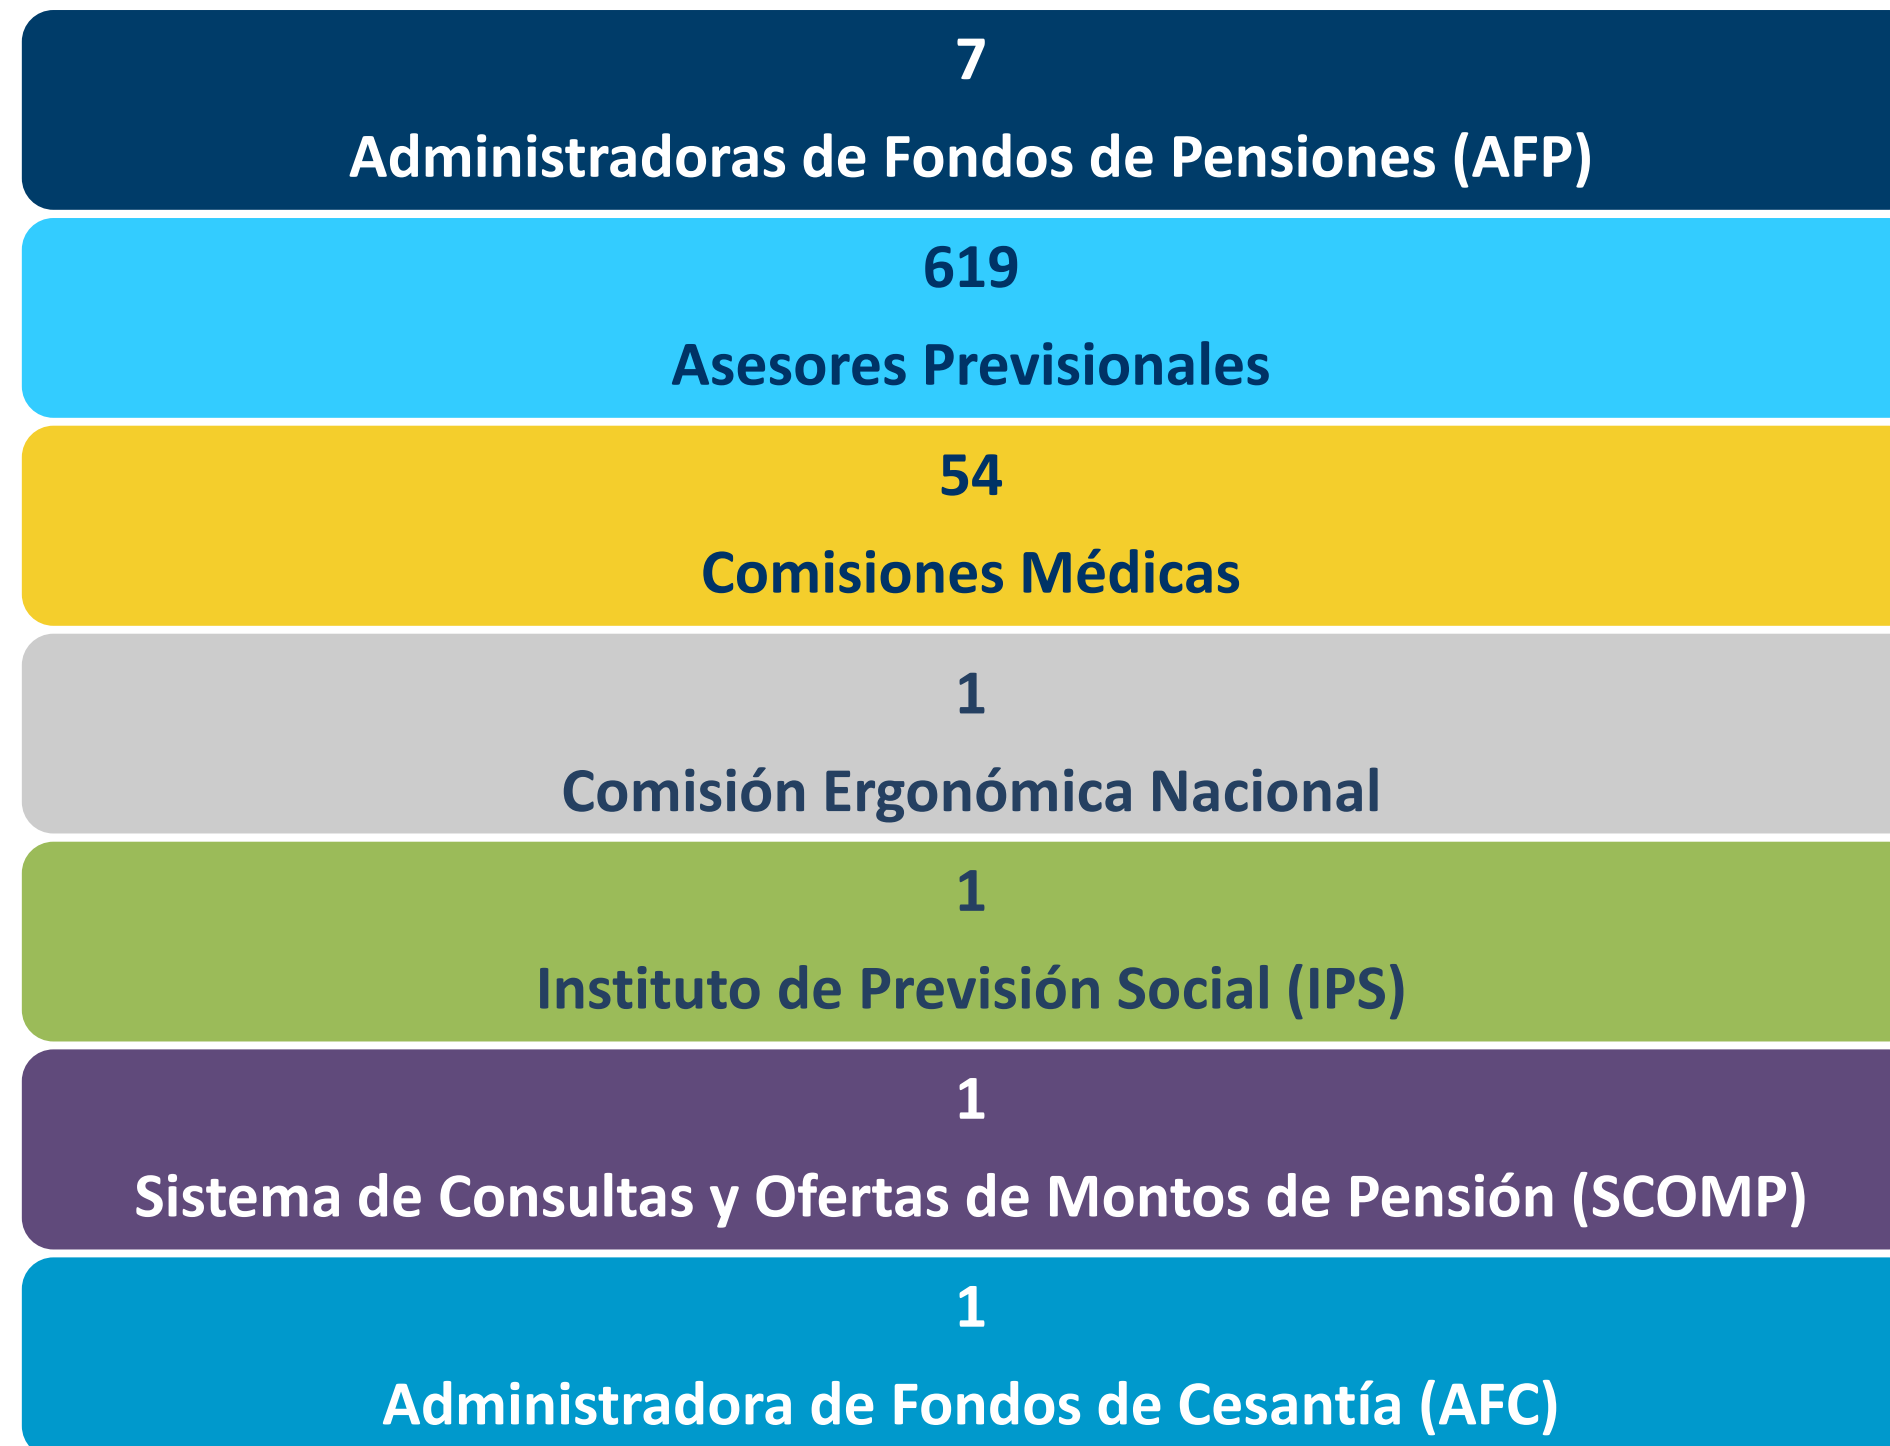 7
Administradoras de Fondos de Pensiones (AFP)
619
Asesores Previsionales
54
Comisiones Médicas
1
Comisión Ergonómica Nacional
1
Instituto de Previsión Social (IPS)
1
Sistema de Consultas y Ofertas de Montos de Pensión (SCOMP)
1
Administradora de Fondos de Cesantía (AFC)